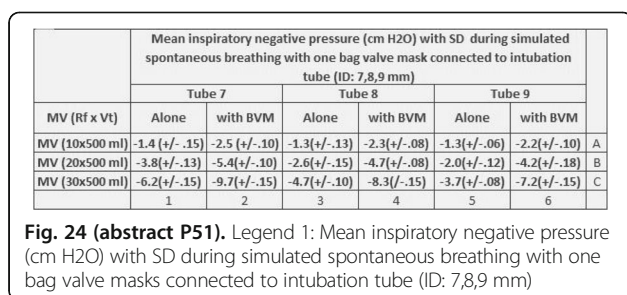 Mean inspiratory negative pressure (cm H2O) with SD during simulated
spontaneous breathing with one bag valve mask connected to intubation
tube (ID: 7,8,9 mm)
Tube 7 Tube 8 Tube 9
MV (Rf x Vt) Alone with BVM Alone with BVM Alone with BVM
MV (10x500 ml) -1.4 (+/- .15) -2.5 (+/-.10) -1.3(+/-.13) -2.3(+/-.08) -1.3(+/-.06) -2.2(+/-.10) A
MV (20x500 ml) -3.8(+/-.13) -5.4(+/-.10) -2.6(+/-.15) -4.7(+/-.08) -2.0(+/-.12) -4.2(+/-.18) B
MV (30x500 ml) -6.2(+/-.15) -9.7(+/-.15) -4.7(+/-.10) -8.3(/-.15) -3.7(+/-.08) -7.2(+/-.15) C
1 2 3 4 5 6
Fig. 24 (abstract P51). Legend 1: Mean inspiratory negative pressure
(cm H2O) with SD during simulated spontaneous breathing with one
bag valve masks connected to intubation tube (ID: 7,8,9 mm)